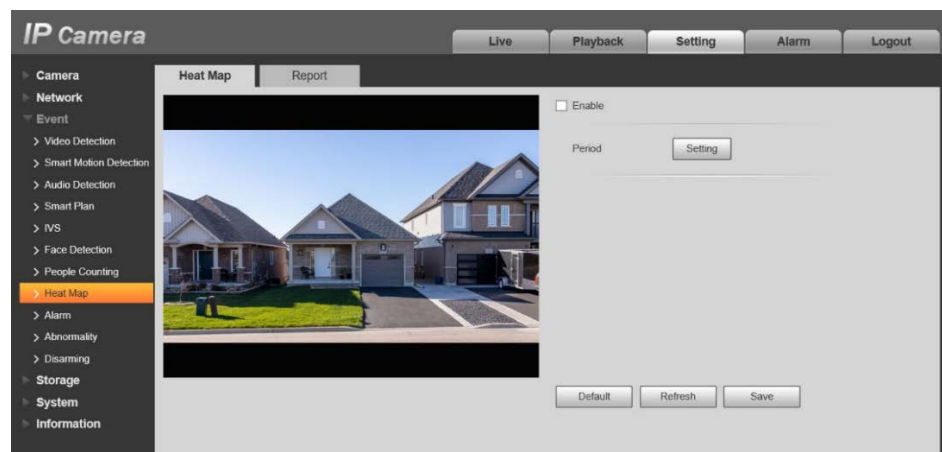 IP Camera
Live Playback Setting Alarm Logout
Camera
Network
Event
Video Detection
Smart Motion Detection
Audio Detection
Smart Plan
IVS
Face Detection
People Counting
Heat Map
Alarm
Abnormality
Disarming
Storage
System
Information
Heat Map Report
Enable
Period Setting
Default Refresh Save